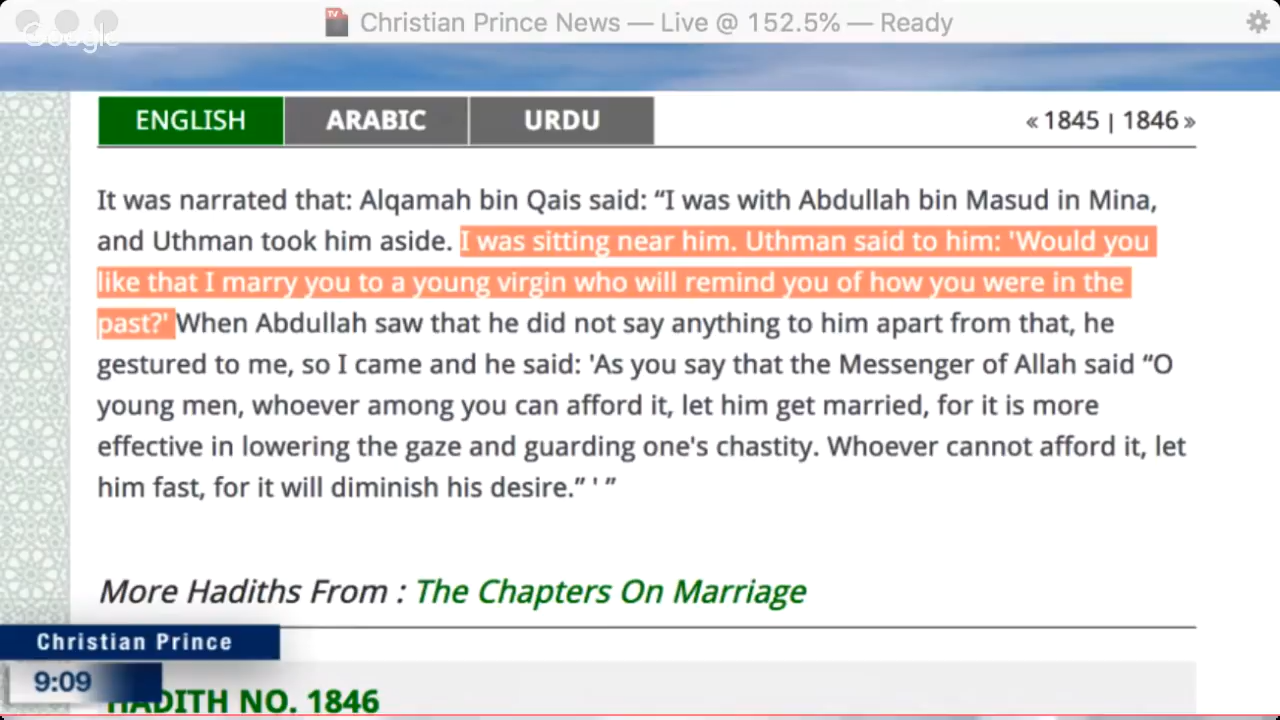 Christian Prince News — Live @ 152.5% — Ready
Google
ENGLISH
ARABIC
URDU
« 1845 | 1846 »
It was narrated that: Alqamah bin Qais said: “I was with Abdullah bin Masud in Mina,
and Uthman took him aside. I was sitting near him. Uthman said to him: 'Would you
like that I marry you to a young virgin who will remind you of how you were in the
past?' When Abdullah saw that he did not say anything to him apart from that, he
gestured to me, so I came and he said: 'As you say that the Messenger of Allah said “O
young men, whoever among you can afford it, let him get married, for it is more
effective in lowering the gaze and guarding one's chastity. Whoever cannot afford it, let
him fast, for it will diminish his desire.” ' ”
More Hadiths From : The Chapters On Marriage
Christian Prince
9:09
HADITH NO. 1846